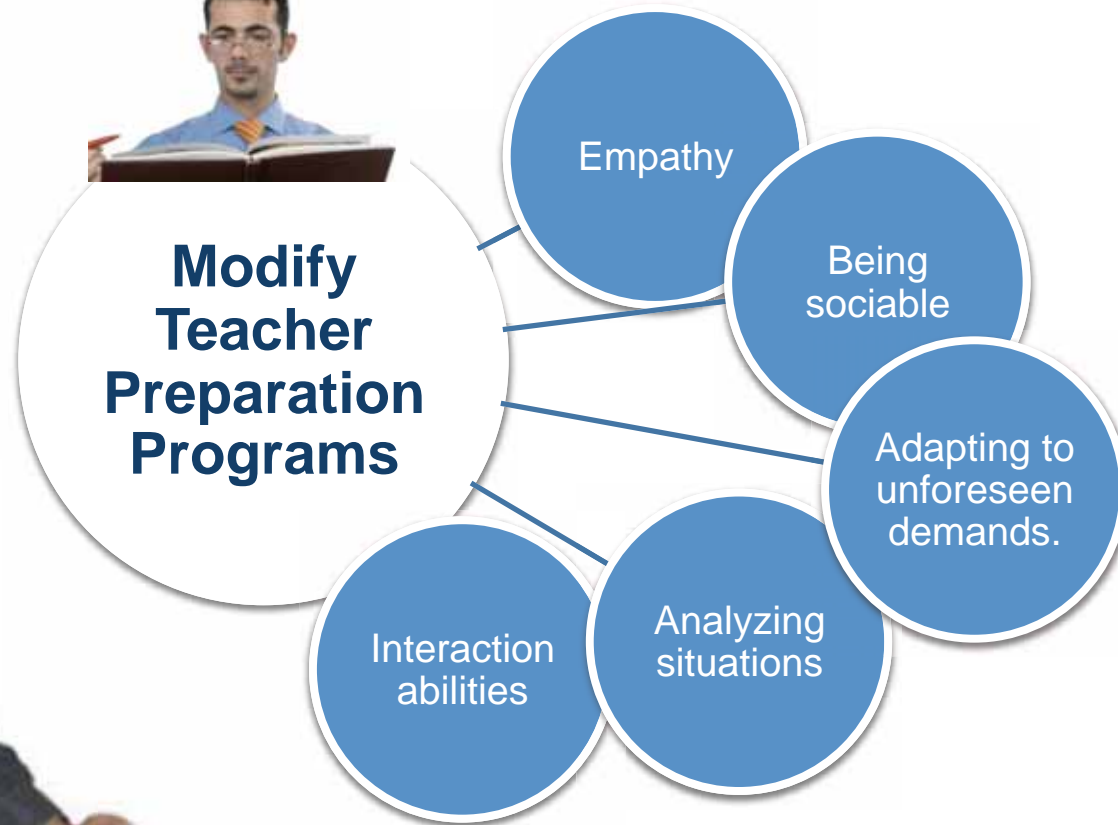 Modify
Teacher
Preparation
Programs
Empathy
Being
sociable
Adapting to
unforeseen
demands.
Analyzing
situations
Interaction
abilities